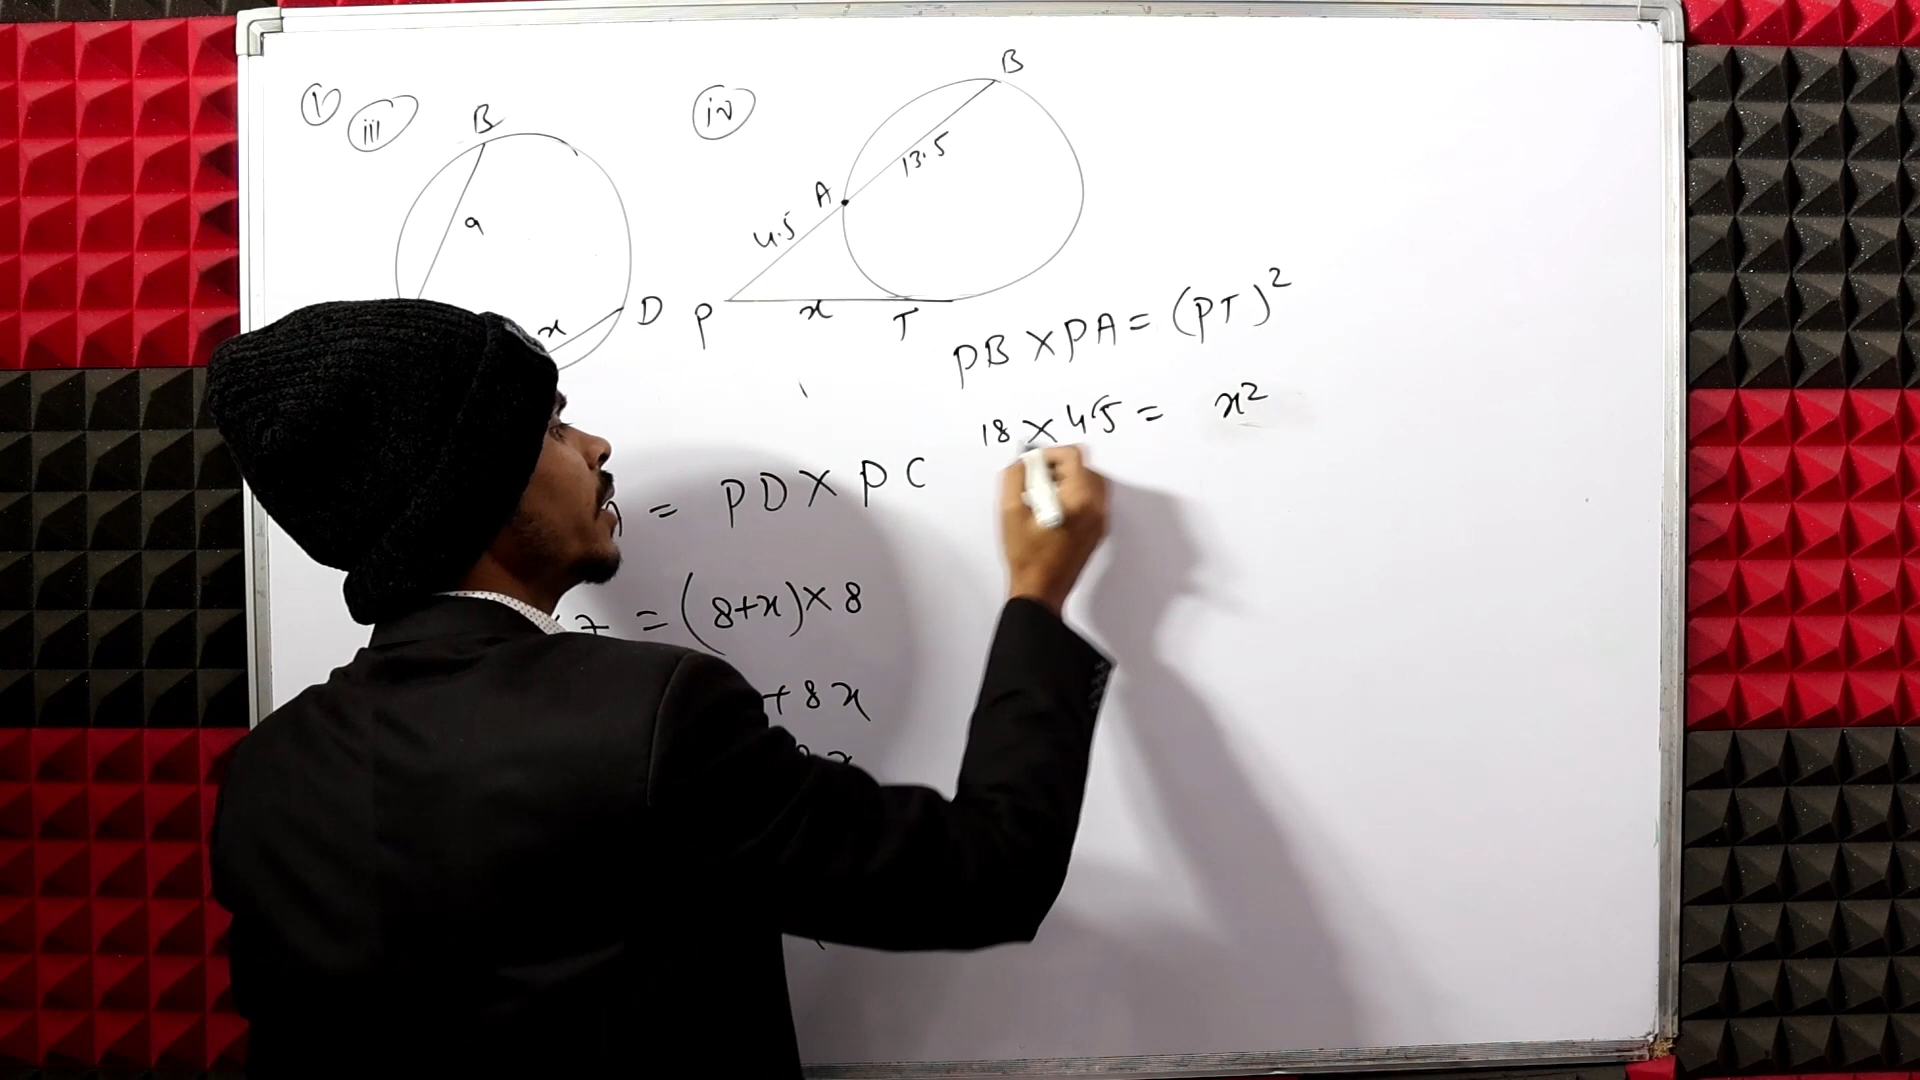 i
iii
B
9
x
D
iv
B
13.5
A
4.5
P
x
T
PB × PA = (PT)²
18 × 4.5 = x²
= PD × PC
7 = (8+x) × 8
+ 8x